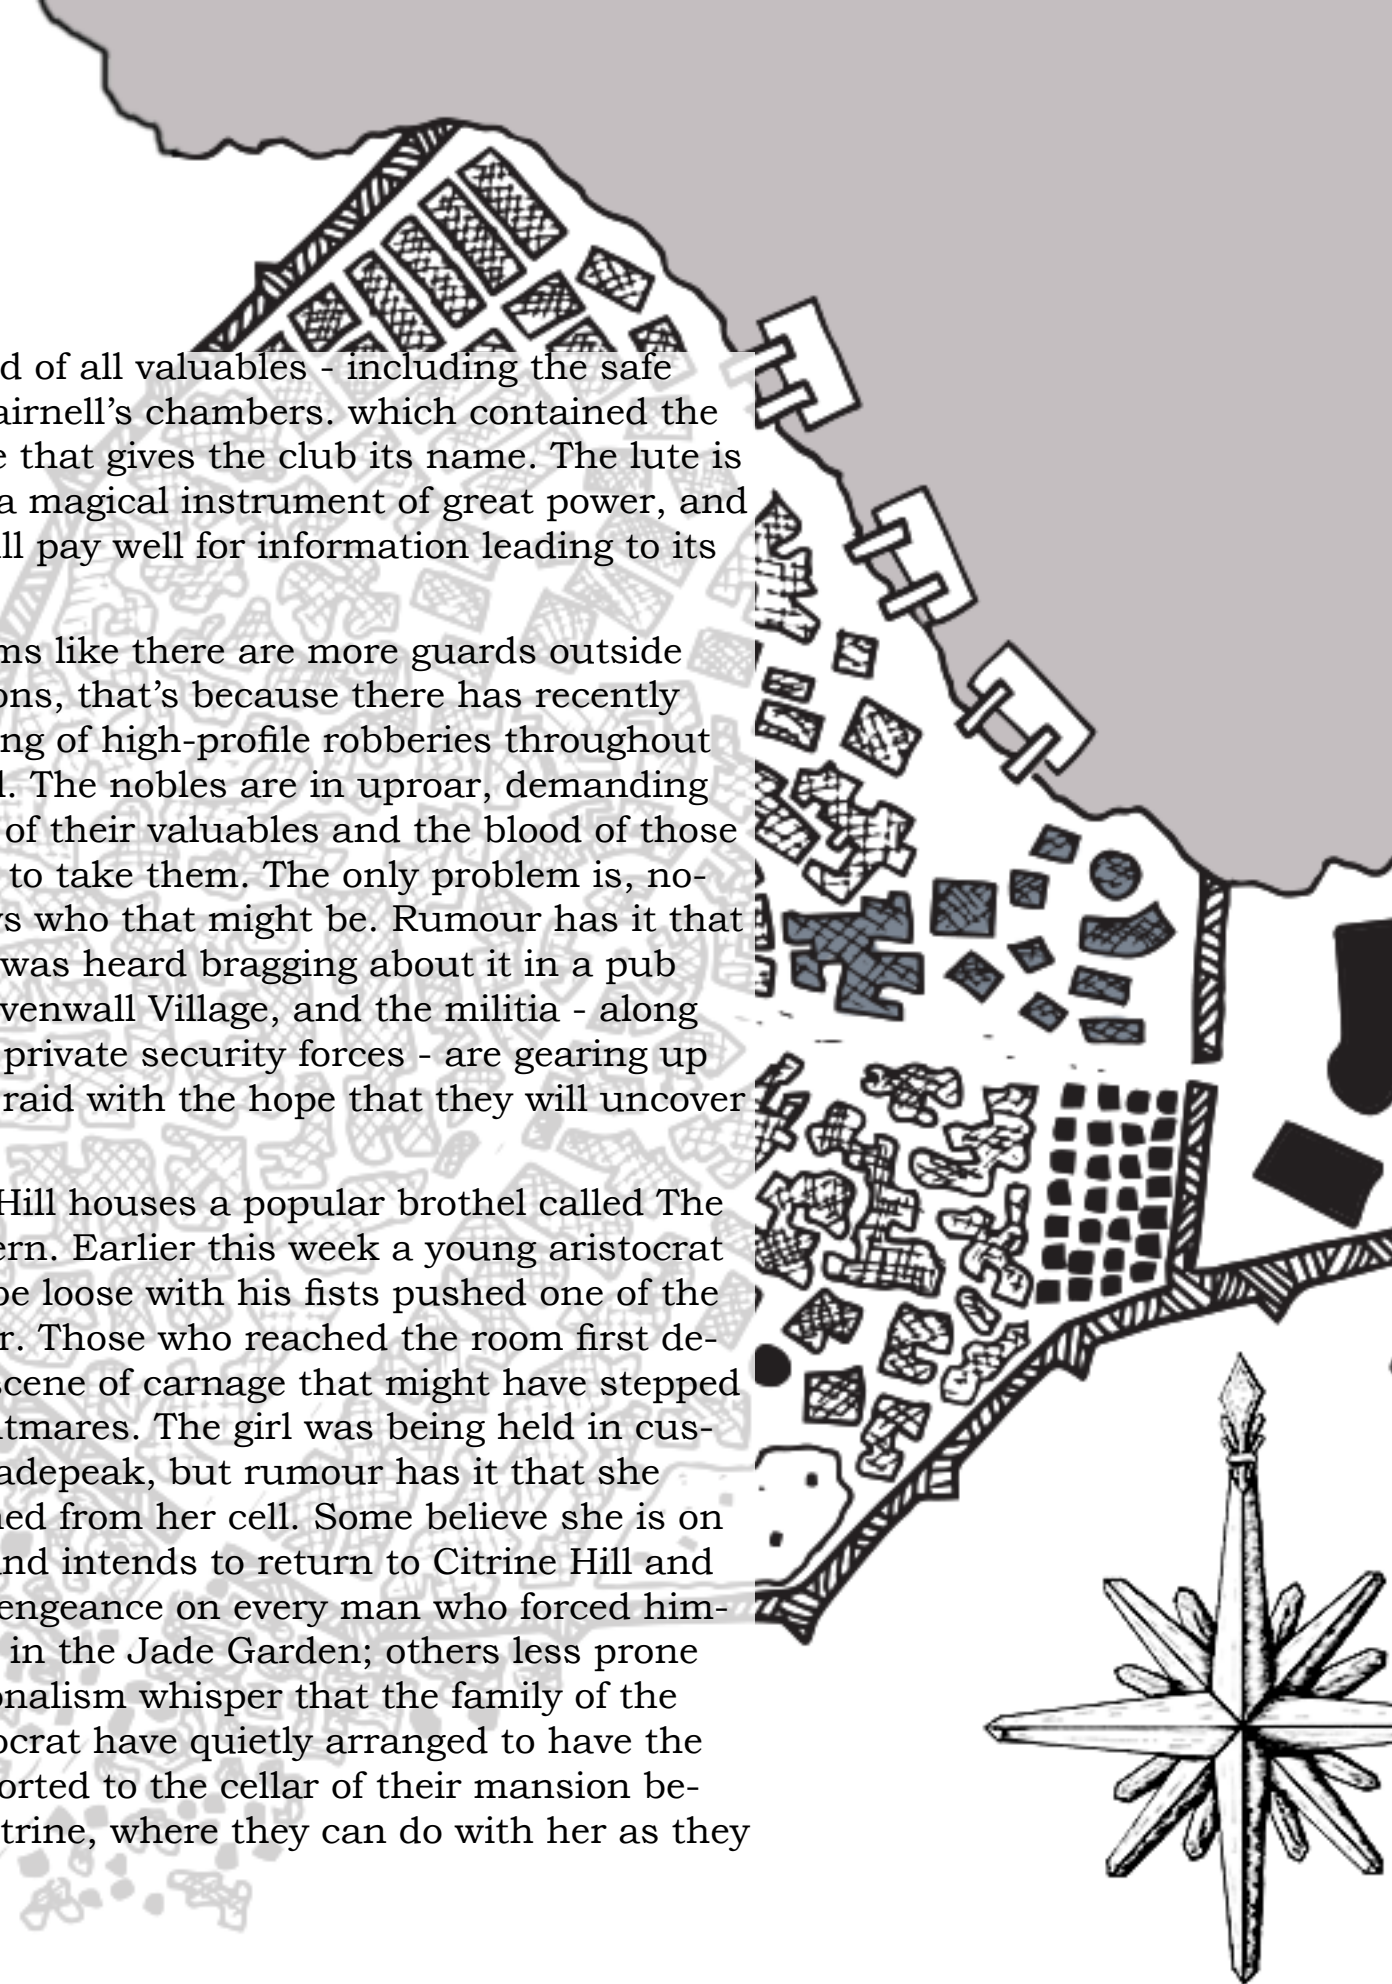 d of all valuables - including the safe
airnell’s chambers. which contained the
e that gives the club its name. The lute is
a magical instrument of great power, and
ll pay well for information leading to its
ms like there are more guards outside
ons, that’s because there has recently
ng of high-profile robberies throughout
l. The nobles are in uproar, demanding
of their valuables and the blood of those
to take them. The only problem is, no-
ws who that might be. Rumour has it that
was heard bragging about it in a pub
venwall Village, and the militia - along
private security forces - are gearing up
raid with the hope that they will uncover
Hill houses a popular brothel called The
ern. Earlier this week a young aristocrat
be loose with his fists pushed one of the
r. Those who reached the room first de-
scene of carnage that might have stepped
htmares. The girl was being held in cus-
adepeak, but rumour has it that she
hed from her cell. Some believe she is on
and intends to return to Citrine Hill and
engeance on every man who forced him-
in the Jade Garden; others less prone
onalism whisper that the family of the
ocrat have quietly arranged to have the
orted to the cellar of their mansion be-
trine, where they can do with her as they